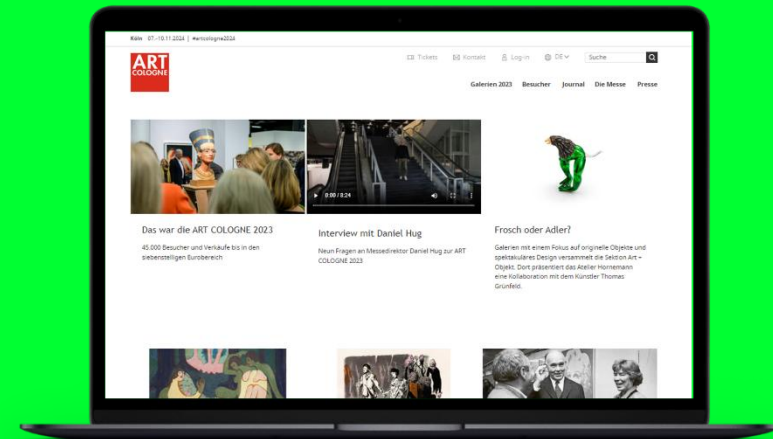 Köln 07.–10.11.2024 | #artcologne2024
ART
COLOGNE
Tickets Kontakt Log-in DE Suche
Galerien 2023 Besucher Journal Die Messe Presse
0:00 / 8:24
Das war die ART COLOGNE 2023
45.000 Besucher und Verkäufe bis in den
siebenstelligen Eurobereich
Interview mit Daniel Hug
Neun Fragen an Messedirektor Daniel Hug zur ART
COLOGNE 2023
Frosch oder Adler?
Galerien mit einem Fokus auf originelle Objekte und
spektakuläres Design versammelt die Sektion Art +
Objekt. Dort präsentiert das Atelier Hornemann
eine Kollaboration mit dem Künstler Thomas
Grünfeld.